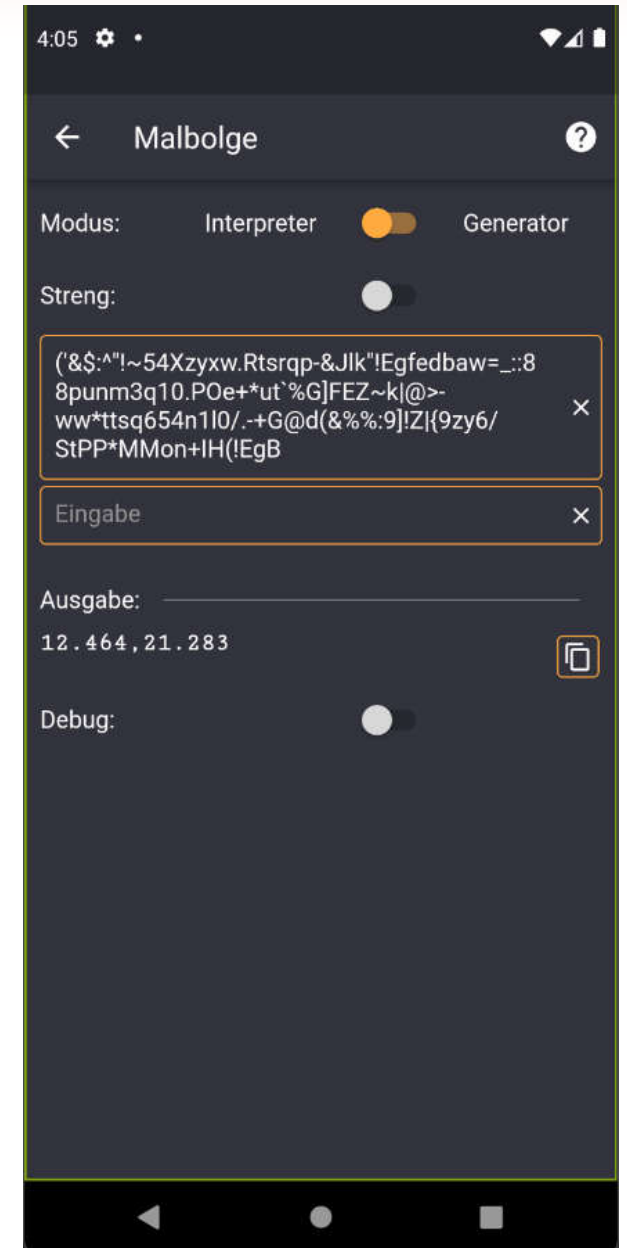 4:05
Malbolge
Modus: Interpreter Generator
Streng:
('&$:^"!~54Xzyxw.Rtsrqp-&Jlk"!Egfedbaw=_::8
8punm3q10.POe+*ut`%G]FEZ~k|@>-
ww*ttsq654n1l0/.-+G@d(&%%:9]!Z|{9zy6/
StPP*MMon+IH(!EgB
Eingabe
Ausgabe:
12.464,21.283
Debug: